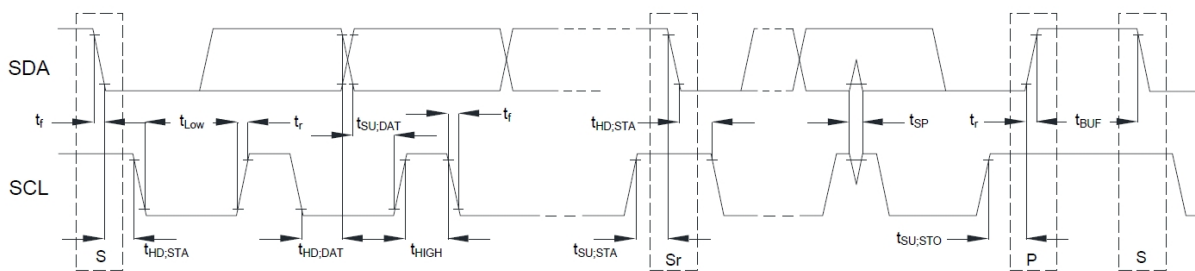 SDA
tf
tLow
tr
tSU;DAT
tf
tHD;STA
tSP
tr
tBUF
SCL
tHD;STA
tHD;DAT
tHIGH
tSU;STA
tSU;STO
S
Sr
P
S